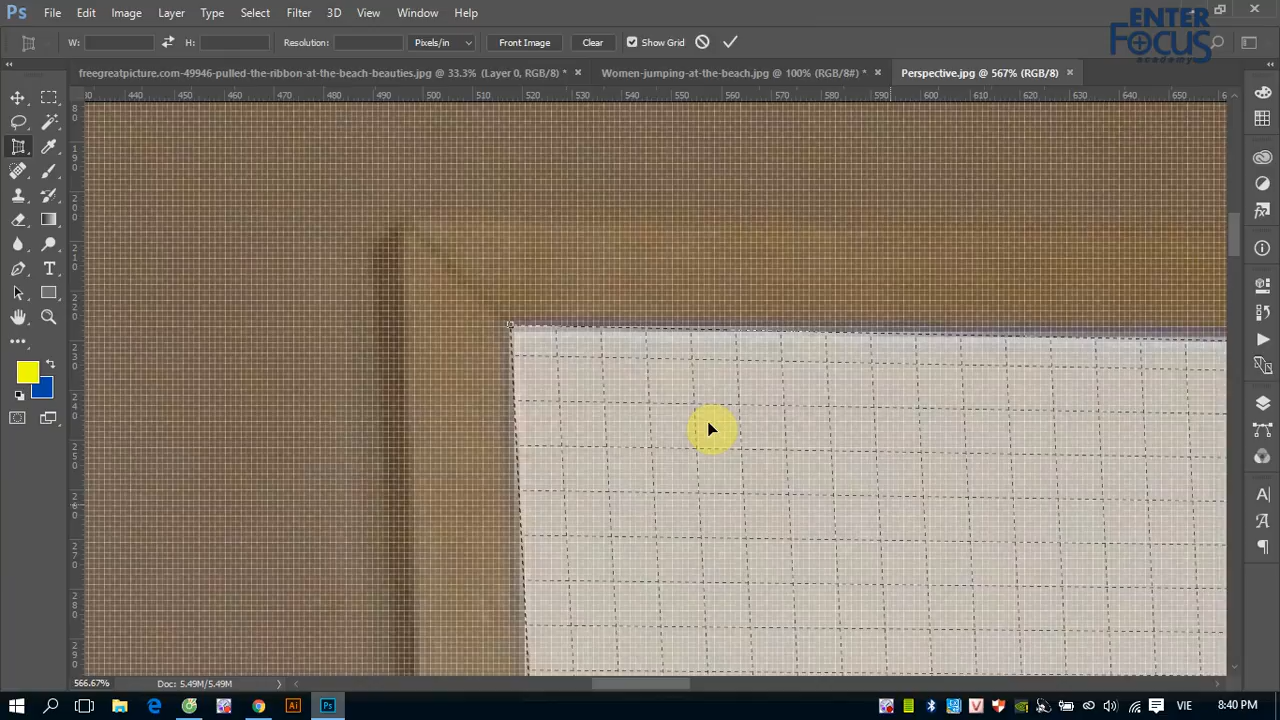 Ps File Edit Image Layer Type Select Filter 3D View Window Help
ENTER
FOCUS
academy
W: H: Resolution: Pixels/in Front Image Clear Show Grid
freegreatpicture.com-49946-pulled-the-ribbon-at-the-beach-beauties.jpg @ 33.3% (Layer 0, RGB/8) * × Women-jumping-at-the-beach.jpg @ 100% (RGB/8#) * × Perspective.jpg @ 567% (RGB/8) ×
440 450 460 470 480 490 500 510 520 530 540 550 560 570 580 590 600 610 620 630 640 650
566.67% Doc: 5.49M/5.49M
VIE 8:40 PM